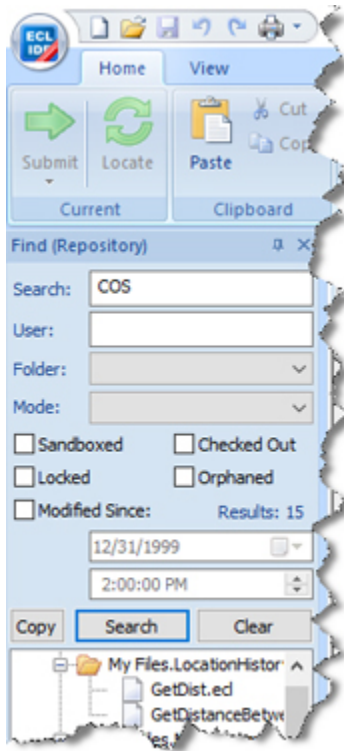 ECL
IDE
Home View
Submit Locate Paste Cut
Current Clipboard
Find (Repository)
Search: COS
User:
Folder:
Mode:
Sandboxed Checked Out
Locked Orphaned
Modified Since: Results: 15
12/31/1999
2:00:00 PM
Copy Search Clear
My Files.LocationHistor
GetDist.ecl
GetDistanceBetwe